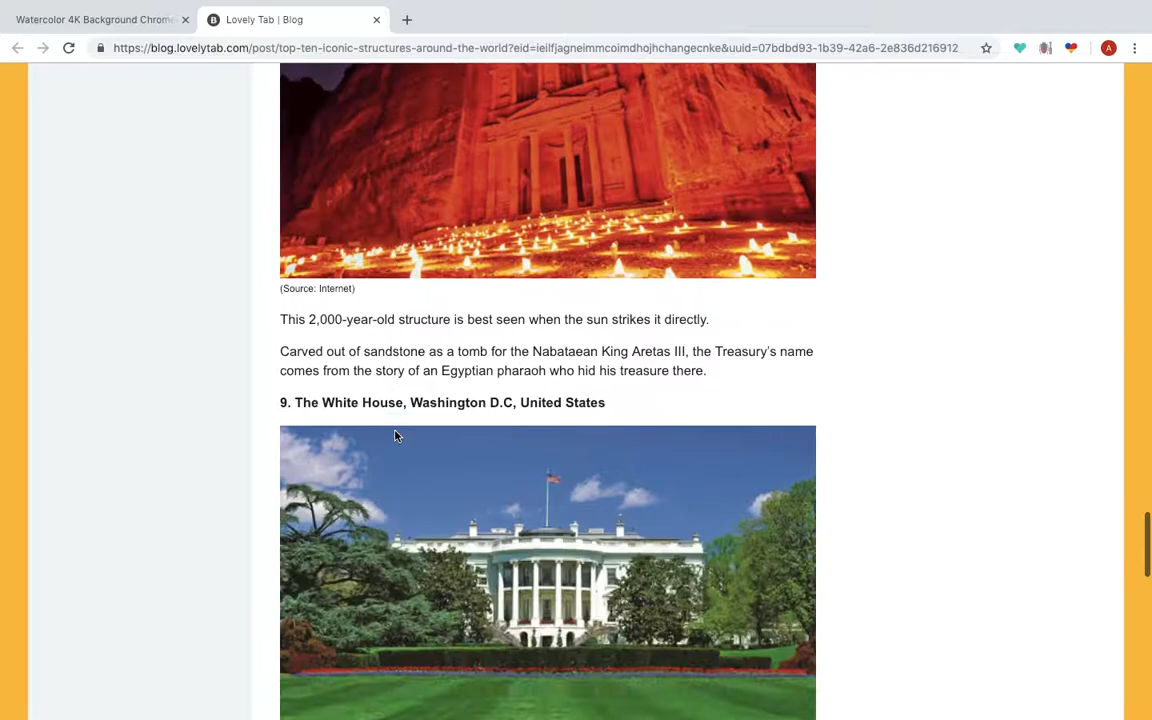 Watercolor 4K Background Chrome
Lovely Tab | Blog
https://blog.lovelytab.com/post/top-ten-iconic-structures-around-the-world?eid=ieilfjagneimmcoimdhojhchangecnke&uuid=07bdbd93-1b39-42a6-2e836d216912
A
(Source: Internet)
This 2,000-year-old structure is best seen when the sun strikes it directly.
Carved out of sandstone as a tomb for the Nabataean King Aretas III, the Treasury's name
comes from the story of an Egyptian pharaoh who hid his treasure there.
9. The White House, Washington D.C, United States